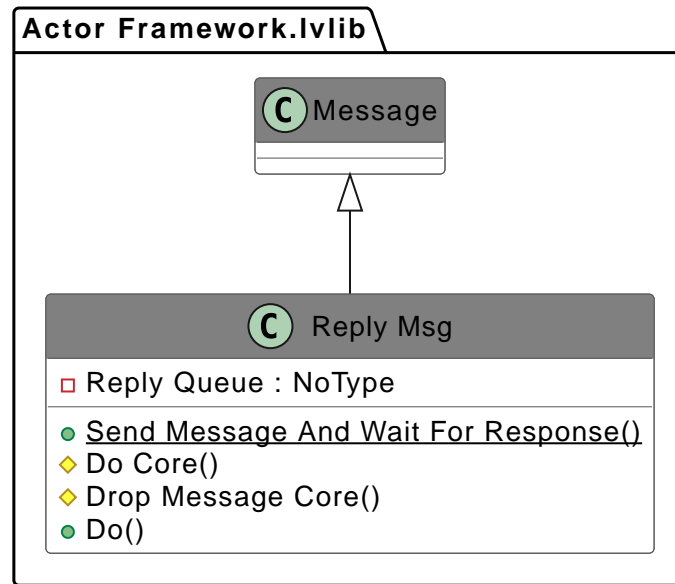 Actor Framework.lvlib
C Message
C Reply Msg
Reply Queue : NoType
Send Message And Wait For Response()
Do Core()
Drop Message Core()
Do()